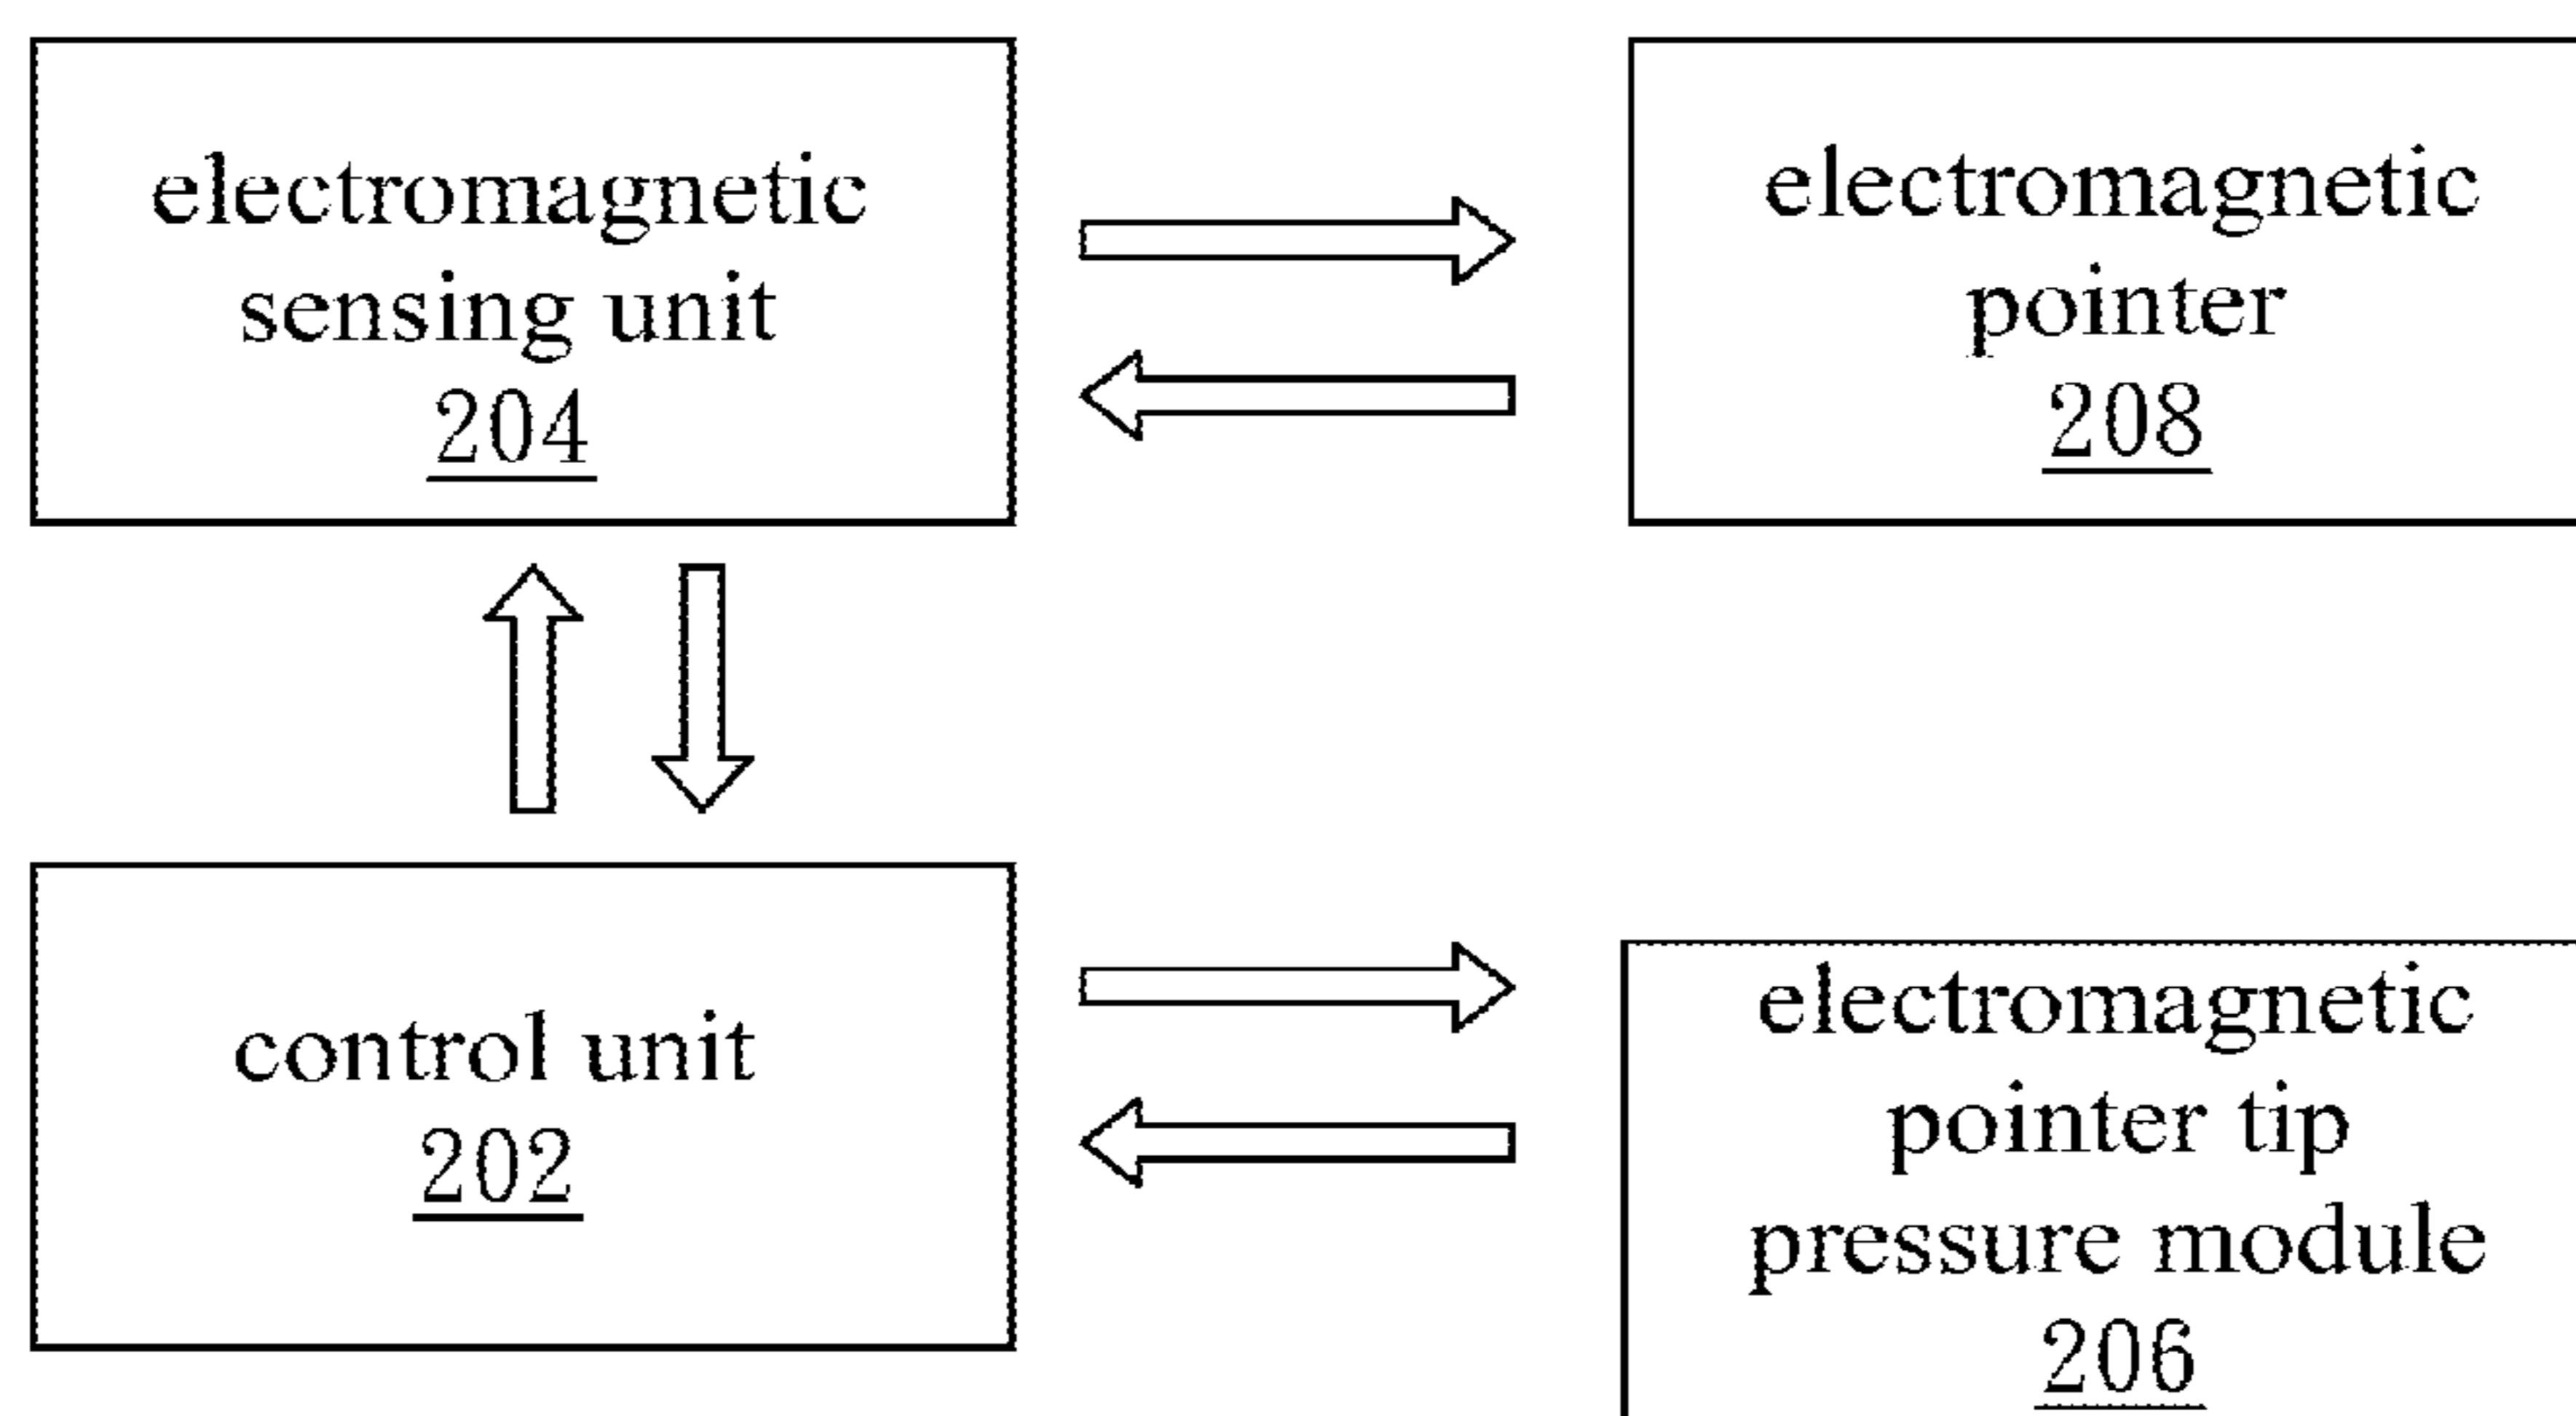 electromagnetic
sensing unit
204
electromagnetic
pointer
208
control unit
202
electromagnetic
pointer tip
pressure module
206